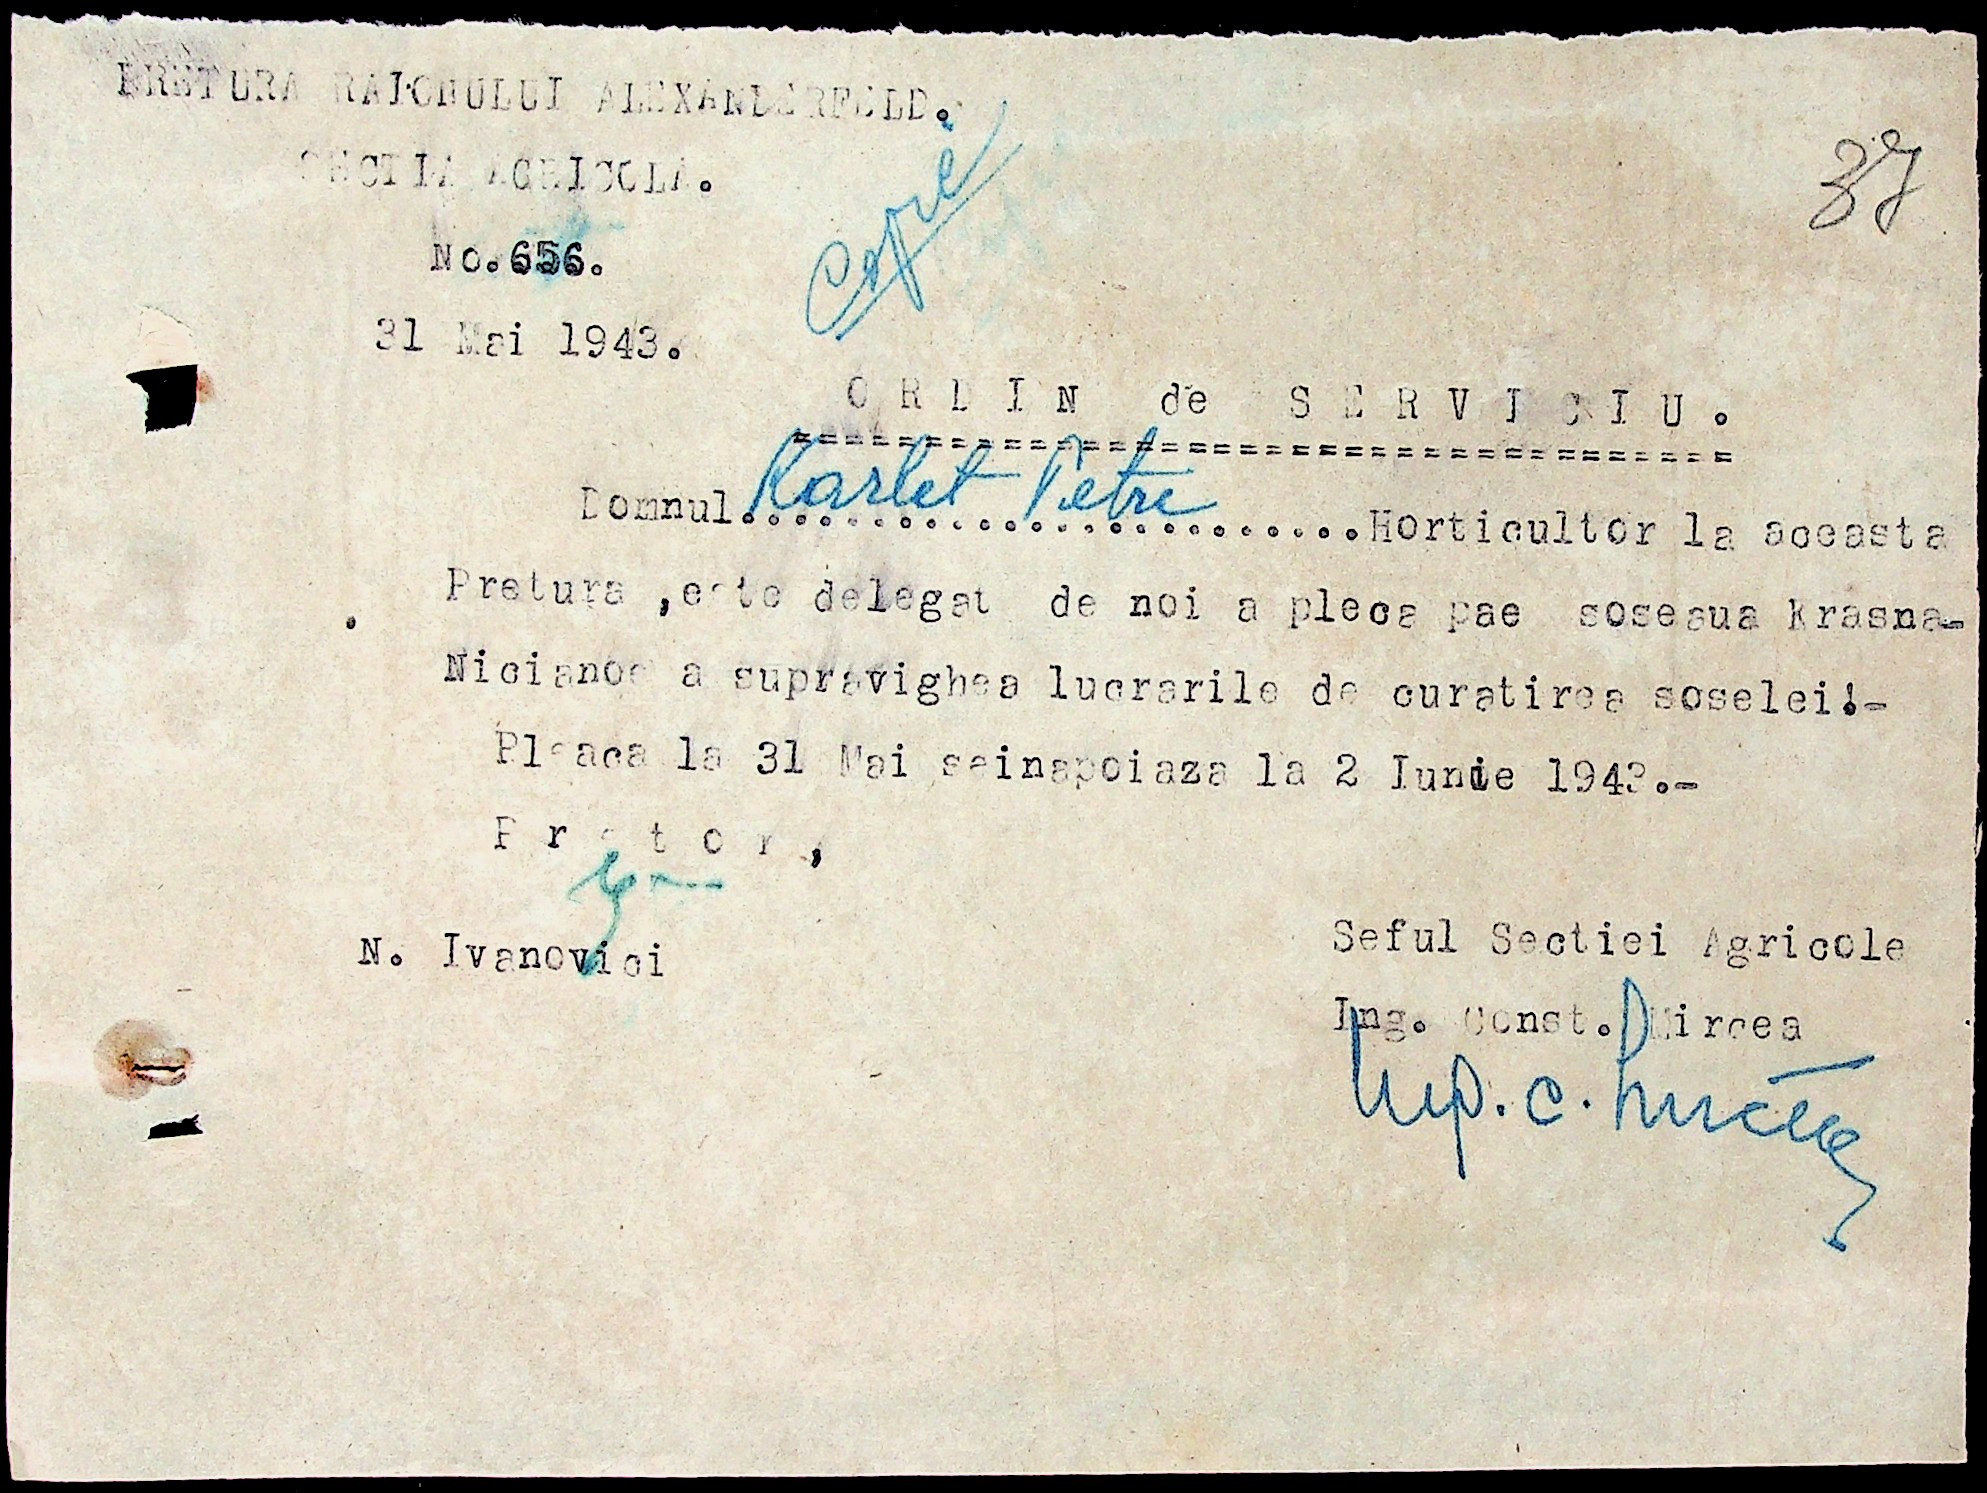 PRETURA RAIONULUI ALEXANDERFELD.
SECTIA AGRICOLA.
No.656.
31 Mai 1943.
Copie
37
ORDIN de SERVICIU.
====================================
Domnul........................Horticultor la aceasta
Karlet Petre
Pretura ,este delegat de noi a pleca pae soseaua Krasna-
Nicianoe a supraveghea lucrarile de curatirea soselei!.-
Pleaca la 31 Mai seinapoiaza la 2 Iunie 1943.-
Pretor,
N. Ivanovici
Seful Sectiei Agricole
Ing. Const. Mircea
Ing. C. Mircea